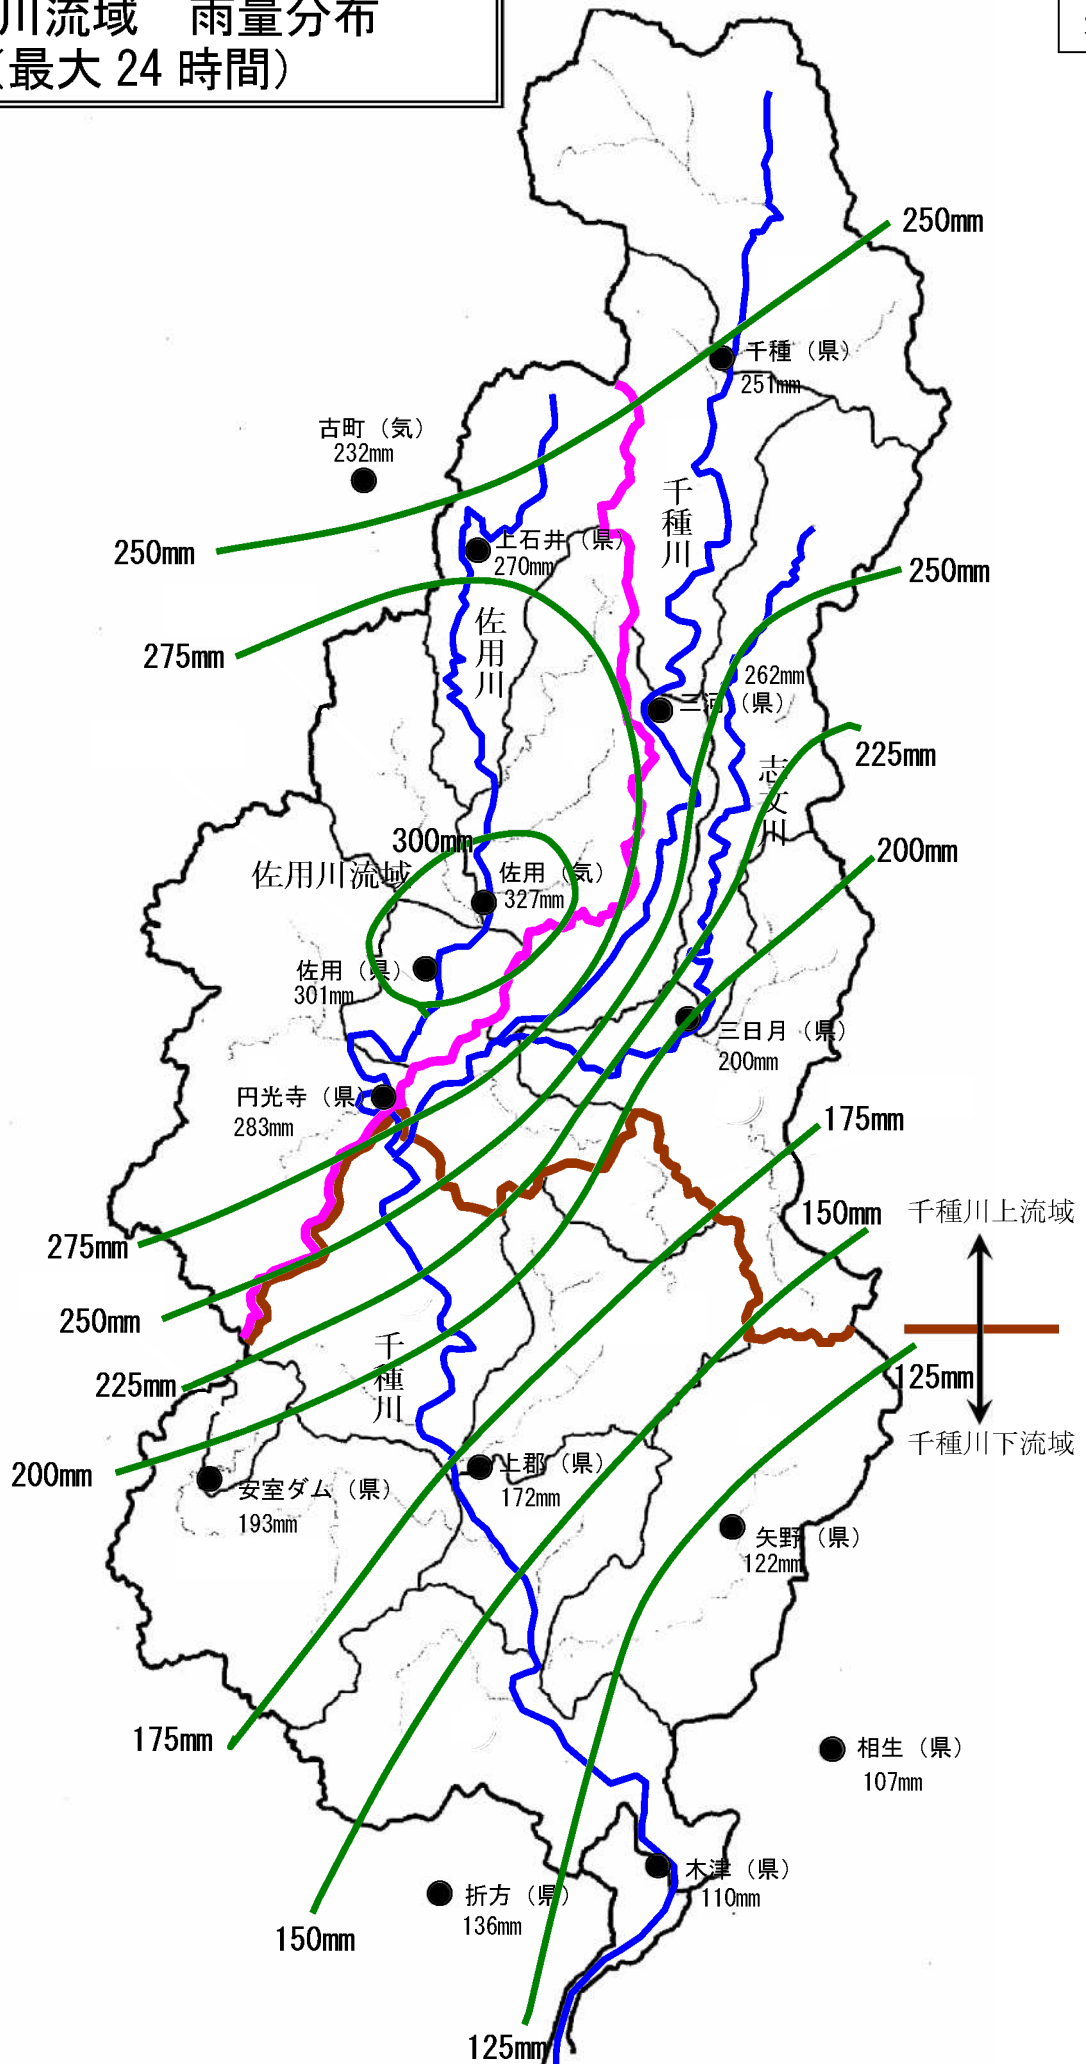 川流域　雨量分布
（最大 24 時間）
250mm
千種（県）
251mm
古町（気）
232mm
千種川
250mm
上石井（県）
270mm
250mm
佐用川
275mm
262mm
三河（県）
225mm
志文川
300mm
200mm
佐用川流域
佐用（気）
327mm
佐用（県）
301mm
三日月（県）
200mm
円光寺（県）
283mm
175mm
150mm
千種川上流域
275mm
250mm
千種川
125mm
225mm
千種川下流域
200mm
上郡（県）
172mm
安室ダム（県）
193mm
矢野（県）
122mm
175mm
相生（県）
107mm
木津（県）
110mm
折方（県）
136mm
150mm
125mm